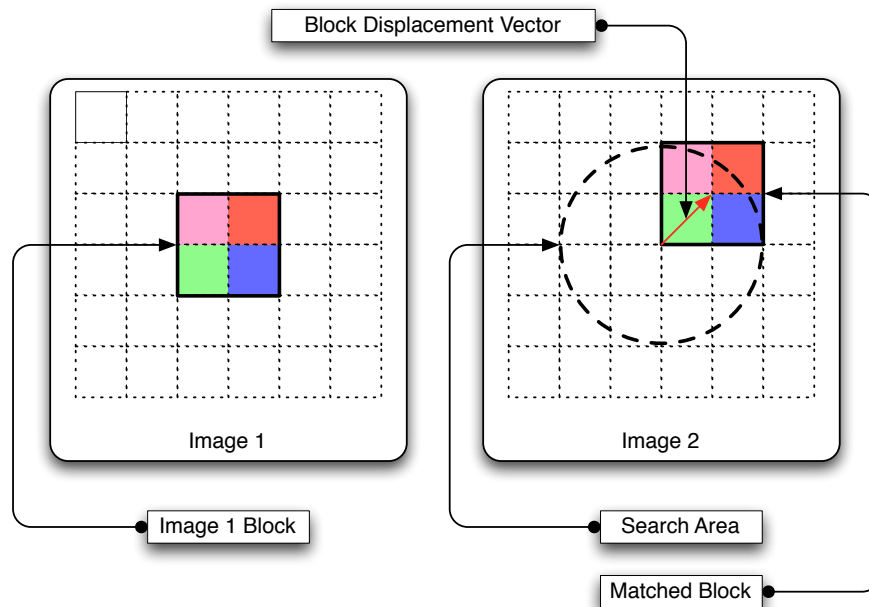 Block Displacement Vector
Image 1
Image 2
Image 1 Block
Search Area
Matched Block